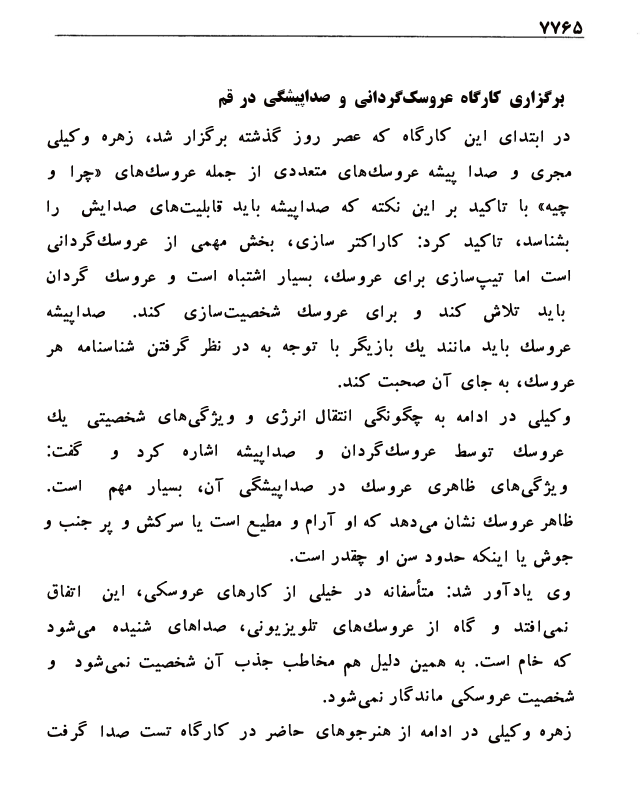 ۷۷۶۵
برگزاری کارگاه عروسک‌گردانی و صداپیشگی در قم
در ابتدای این کارگاه که عصر روز گذشته برگزار شد، زهره وکیلی
مجری و صدا پیشه عروسک‌های متعددی از جمله عروسک‌های «چرا و
چیه» با تاکید بر این نکته که صداپیشه باید قابلیت‌های صدایش را
بشناسد، تاکید کرد: کاراکتر سازی، بخش مهمی از عروسک‌گردانی
است اما تیپ‌سازی برای عروسک، بسیار اشتباه است و عروسک گردان
باید تلاش کند و برای عروسک شخصیت‌سازی کند. صداپیشه
عروسک باید مانند یک بازیگر با توجه به در نظر گرفتن شناسنامه هر
عروسک، به جای آن صحبت کند.
وکیلی در ادامه به چگونگی انتقال انرژی و ویژگی‌های شخصیتی یک
عروسک توسط عروسک‌گردان و صداپیشه اشاره کرد و گفت:
ویژگی‌های ظاهری عروسک در صداپیشگی آن، بسیار مهم است.
ظاهر عروسک نشان می‌دهد که او آرام و مطیع است یا سرکش و پر جنب و
جوش یا اینکه حدود سن او چقدر است.
وی یادآور شد: متأسفانه در خیلی از کارهای عروسکی، این اتفاق
نمی‌افتد و گاه از عروسک‌های تلویزیونی، صداهای شنیده می‌شود
که خام است. به همین دلیل هم مخاطب جذب آن شخصیت نمی‌شود و
شخصیت عروسکی ماندگار نمی‌شود.
زهره وکیلی در ادامه از هنرجوهای حاضر در کارگاه تست صدا گرفت